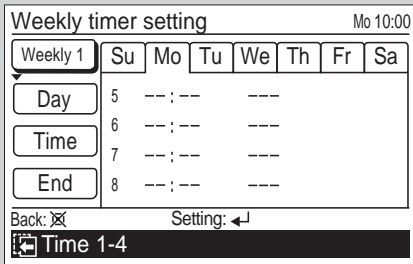 Weekly timer setting Mo 10:00
Weekly 1 Su Mo Tu We Th Fr Sa
Day 5 --:-- ---
6 --:-- ---
Time 7 --:-- ---
End 8 --:-- ---
Back: Setting:
Time 1-4